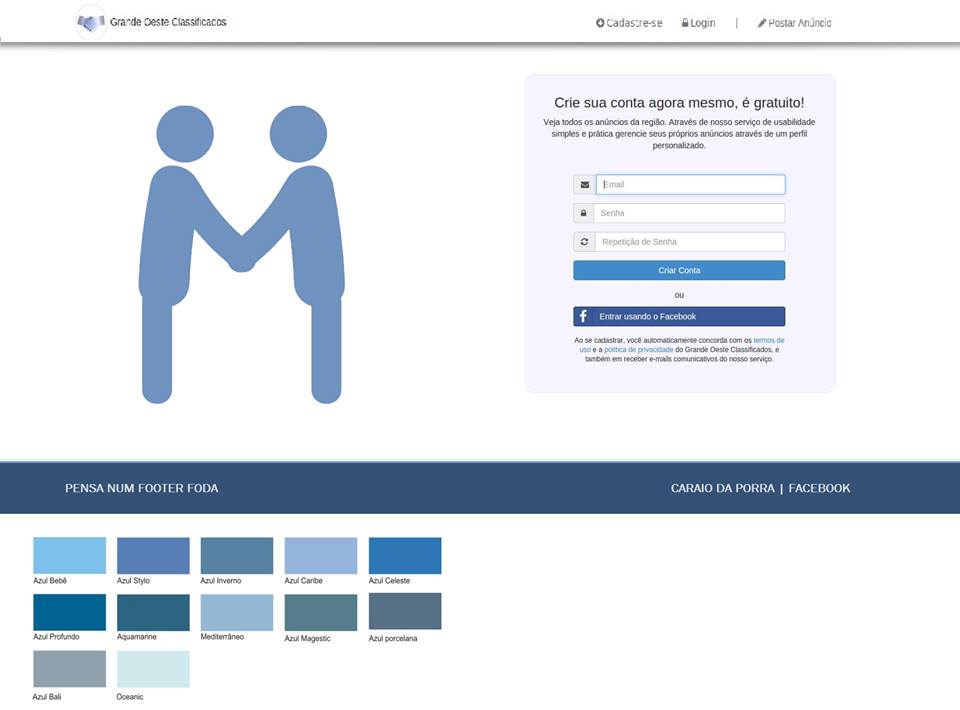 Grande Oeste Classificados
Cadastre-se Login | Postar Anúncio
Crie sua conta agora mesmo, é gratuito!
Veja todos os anúncios da região. Através de nosso serviço de usabilidade
simples e prática gerencie seus próprios anúncios através de um perfil
personalizado.
Email
Senha
Repetição de Senha
Criar Conta
ou
Entrar usando o Facebook
Ao se cadastrar, você automaticamente concorda com os termos de
uso e a política de privacidade do Grande Oeste Classificados, e
também em receber e-mails comunicativos do nosso serviço.
PENSA NUM FOOTER FODA
CARAIO DA PORRA | FACEBOOK
Azul Bebê Azul Stylo Azul Inverno Azul Caribe Azul Celeste
Azul Profundo Aquamarine Mediterrâneo Azul Magestic Azul porcelana
Azul Bali Oceanic